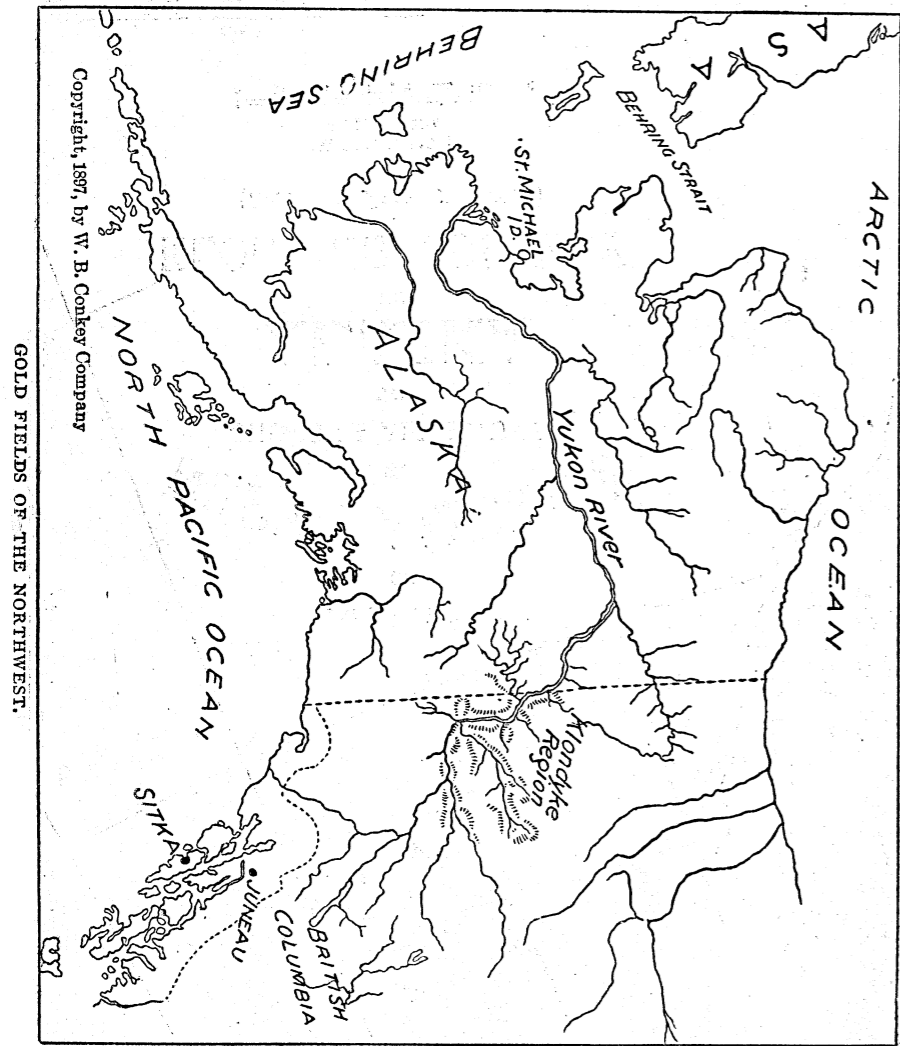 ASA
ARCTIC
OCEAN
BEHRING STRAIT
BEHRING SEA
St. MICHAEL
ID.
ALASKA
Yukon River
Klondyke
Region
NORTH PACIFIC OCEAN
SITKA
JUNEAU
BRITISH
COLUMBIA
Copyright, 1897, by W. B. Conkey Company
GOLD FIELDS OF THE NORTHWEST.